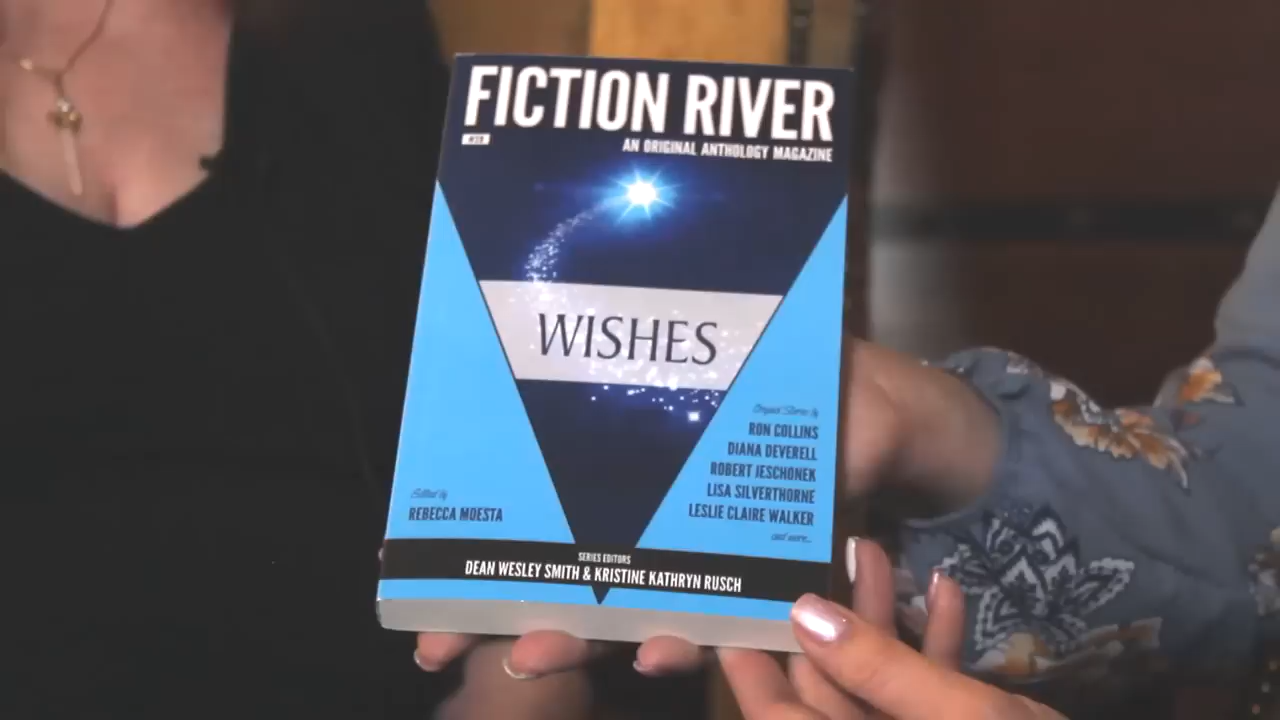 FICTION RIVER
AN ORIGINAL ANTHOLOGY MAGAZINE
WISHES
Original Stories by
RON COLLINS
DIANA DEVERELL
ROBERT JESCHONEK
LISA SILVERTHORNE
LESLIE CLAIRE WALKER
and more...
Edited by
REBECCA MOESTA
SERIES EDITORS
DEAN WESLEY SMITH & KRISTINE KATHRYN RUSCH